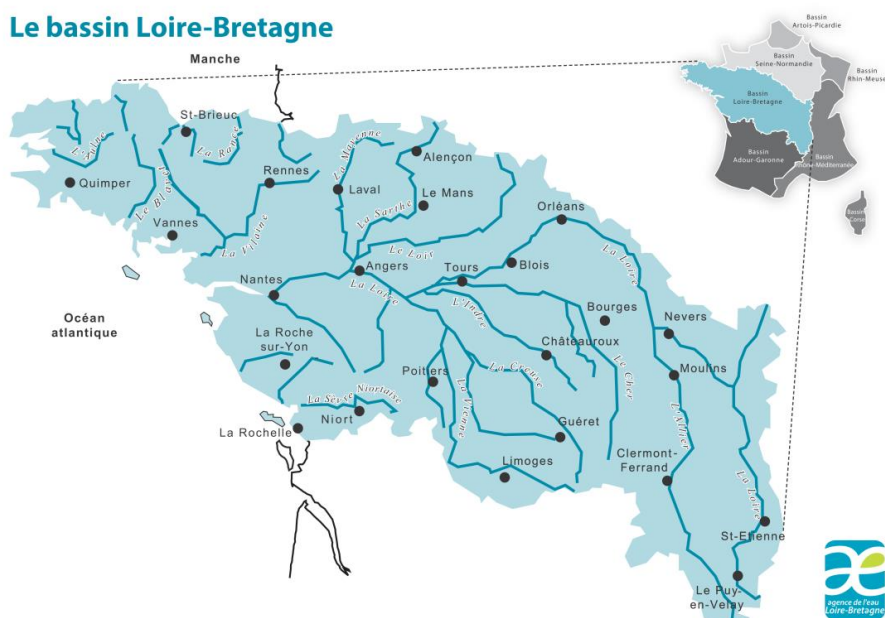 Le bassin Loire-Bretagne
Manche
Bassin
Artois-Picardie
Bassin
Seine-Normandie
Bassin
Rhin-Meuse
Bassin
Loire-Bretagne
Bassin
Adour-Garonne
Bassin
Rhône-Méditerranée
Bassin
Corse
St-Brieuc
L'Aulne
La Rance
La Mayenne
Alençon
Quimper
Le Blavet
Rennes
Laval
Le Mans
La Sarthe
Orléans
Vannes
La Vilaine
Le Loir
La Loire
Angers
Tours
Blois
Nantes
La Loire
L'Indre
Bourges
Nevers
Océan
atlantique
La Roche
sur-Yon
Châteauroux
Le Cher
Moulins
Poitiers
La Creuse
La Vienne
La Sèvre Niortaise
Niort
Guéret
L'Allier
La Rochelle
Limoges
Clermont-
Ferrand
La Loire
St-Etienne
Le Puy-
en-Velay
agence de l'eau
Loire-Bretagne